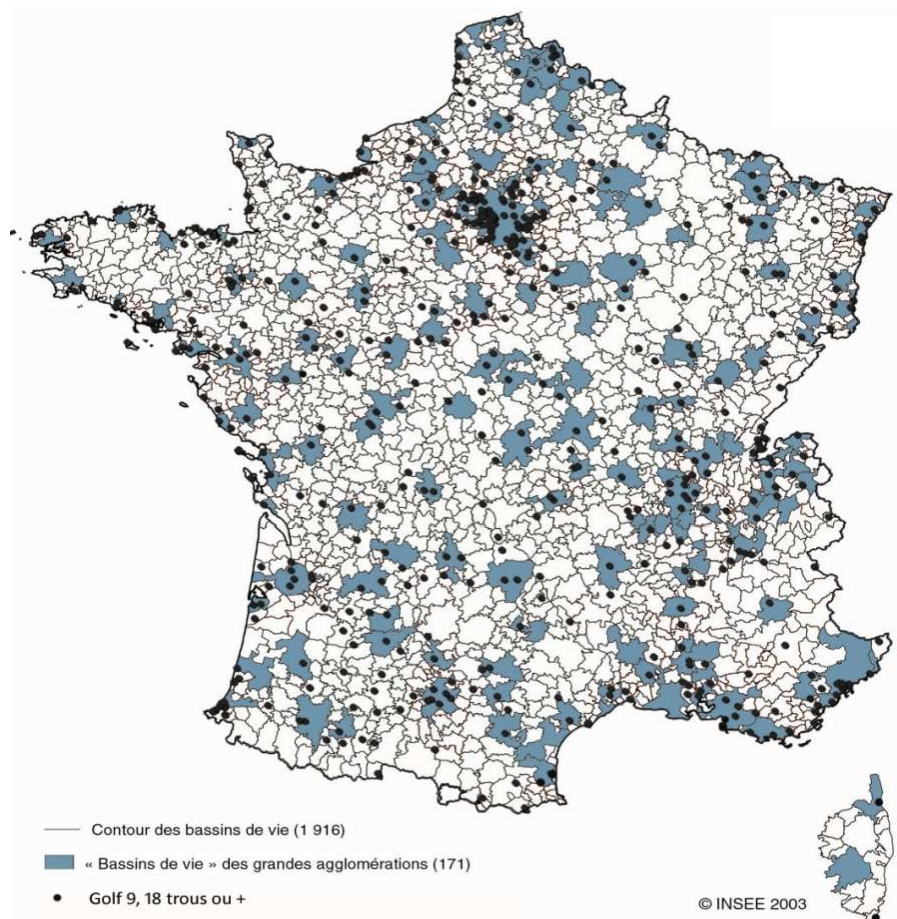 Contour des bassins de vie (1 916)
« Bassins de vie » des grandes agglomérations (171)
Golf 9, 18 trous ou +
© INSEE 2003